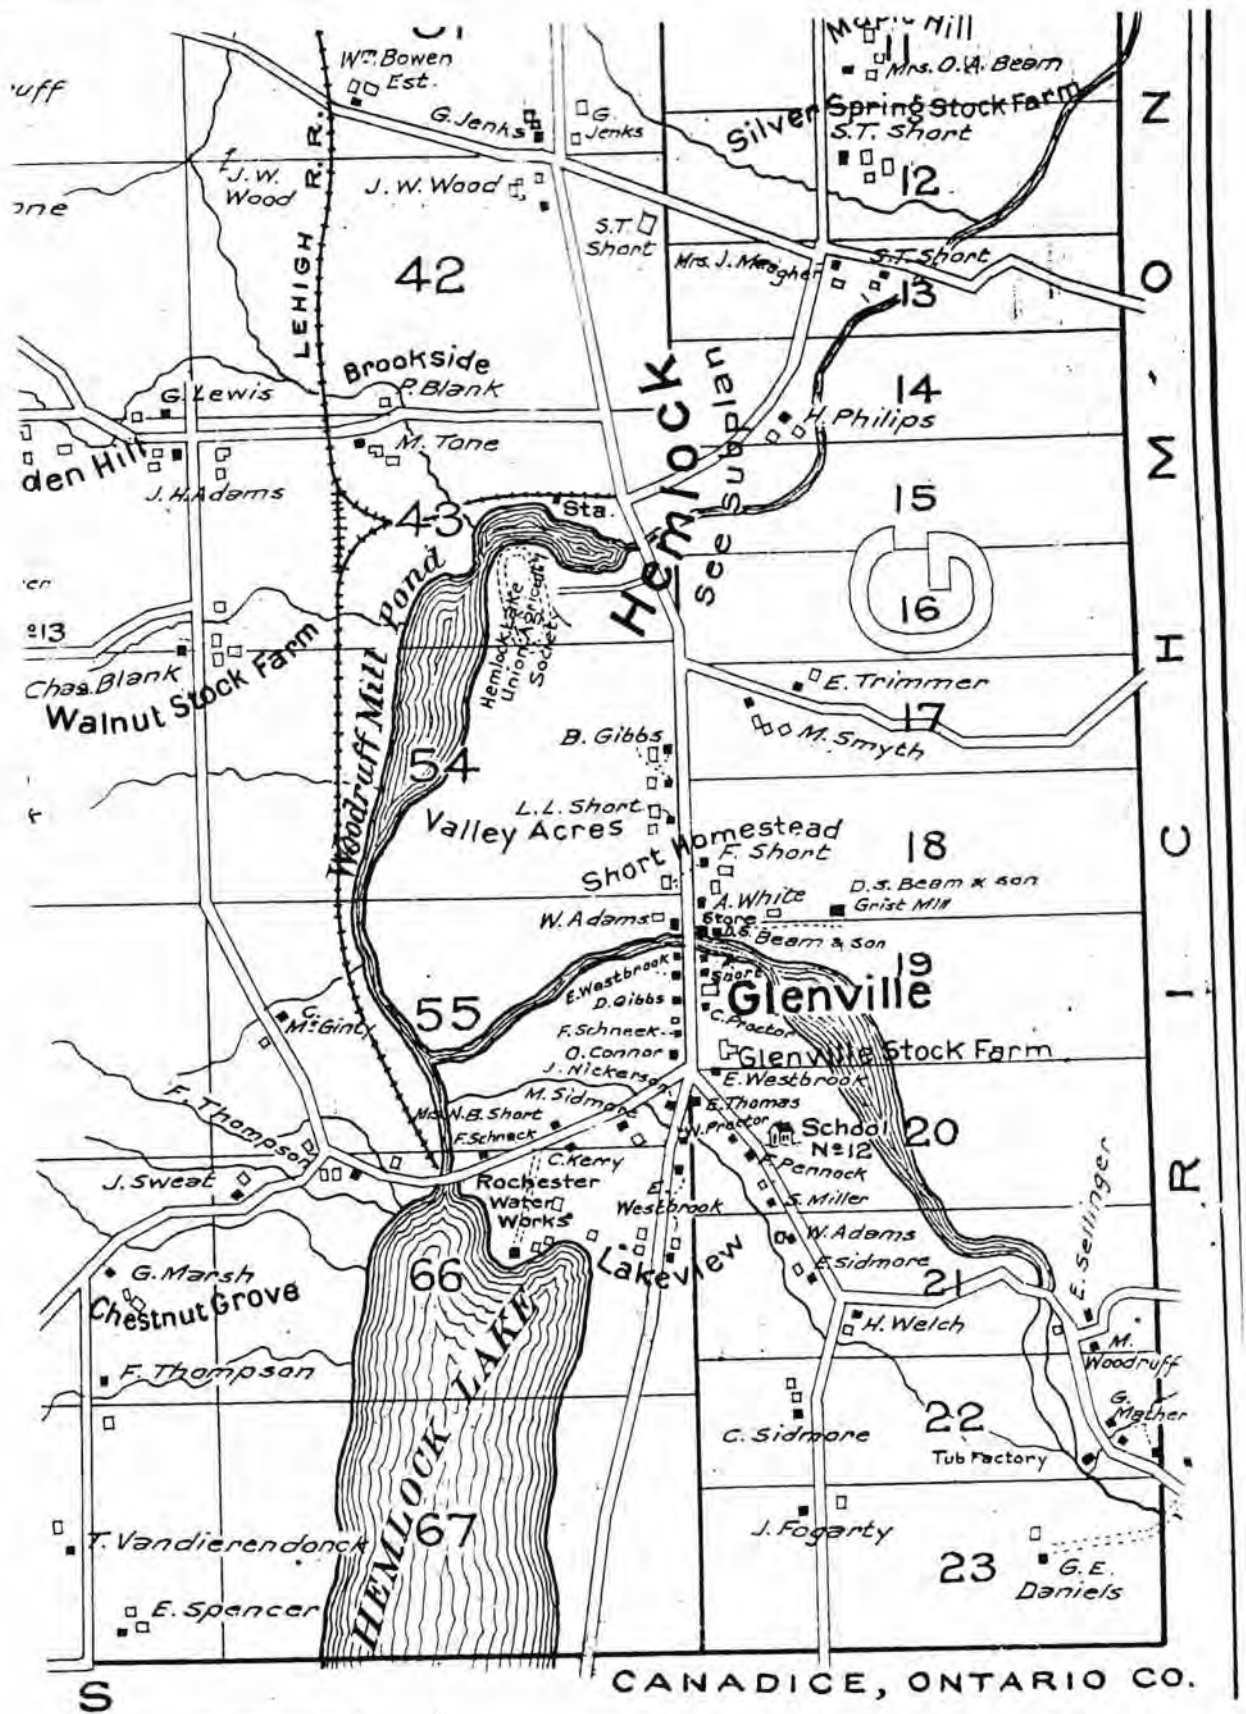 Wm. Bowen
Est.
G. Jenks
G.
Jenks
Maple Hill
11
Mrs. O.A. Beam
Silver Spring Stock Farm
S.T. Short
12
J.W.
Wood
J. W. Wood
S.T.
Short
LEHIGH R. R.
42
Mrs. J. Meagher
S.T. Short
13
Brookside
P. Blank
G. Lewis
M. Tone
den Hill
J.H. Adams
14
H. Philips
Hemlock
See Subplan
15
43
Sta.
G
16
№13
Woodruff Mill Pond
Hemlock Lake
Union Agricult'l
Society
Chas. Blank
Walnut Stock Farm
E. Trimmer
17
M. Smyth
B. Gibbs
54
L.L. Short
Valley Acres
Short Homestead
F. Short
18
D.S. Beam & son
Grist Mill
A. White
W. Adams
Store
D.S. Beam & son
19
E. Westbrook
Short
D. Gibbs
Glenville
55
C. Proctor
F. Schneck
O. Connor
Glenville Stock Farm
C.
McGinty
J. Nickerson
E. Westbrook
M. Sidmore
E. Thomas
Mrs. N.B. Short
W. Proctor
School
№12
20
F. Thompson
F. Schneck
C. Kerry
F. Pennock
J. Sweat
Rochester
Water
Works
E.
Westbrook
S. Miller
W. Adams
E. Sidmore
Lakeview
E. Sellinger
66
G. Marsh
Chestnut Grove
21
H. Welch
M.
Woodruff
F. Thompson
HEMLOCK LAKE
G.
Mather
22
C. Sidmore
Tub Factory
67
T. Vandierendonck
J. Fogarty
23
G. E.
Daniels
E. Spencer
RICHMOND
CANADICE, ONTARIO CO.
S